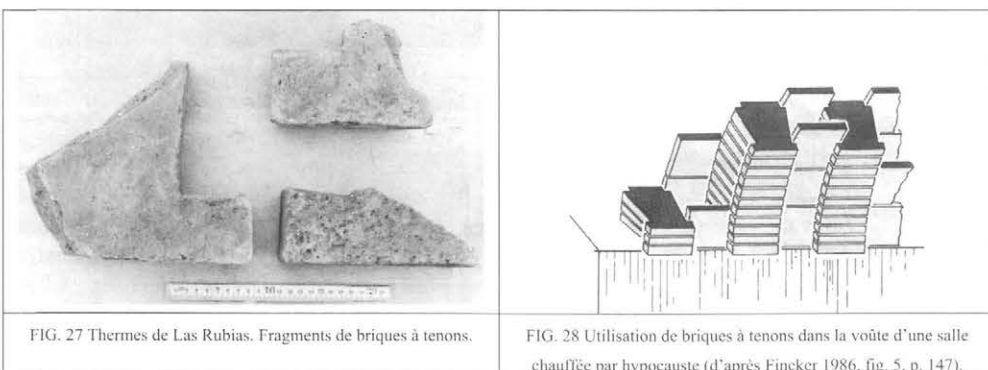 FIG. 27 Thermes de Las Rubias. Fragments de briques à tenons.
FIG. 28 Utilisation de briques à tenons dans la voûte d'une salle
chauffée par hypocauste (d'après Fincker 1986, fig. 5, p. 147).